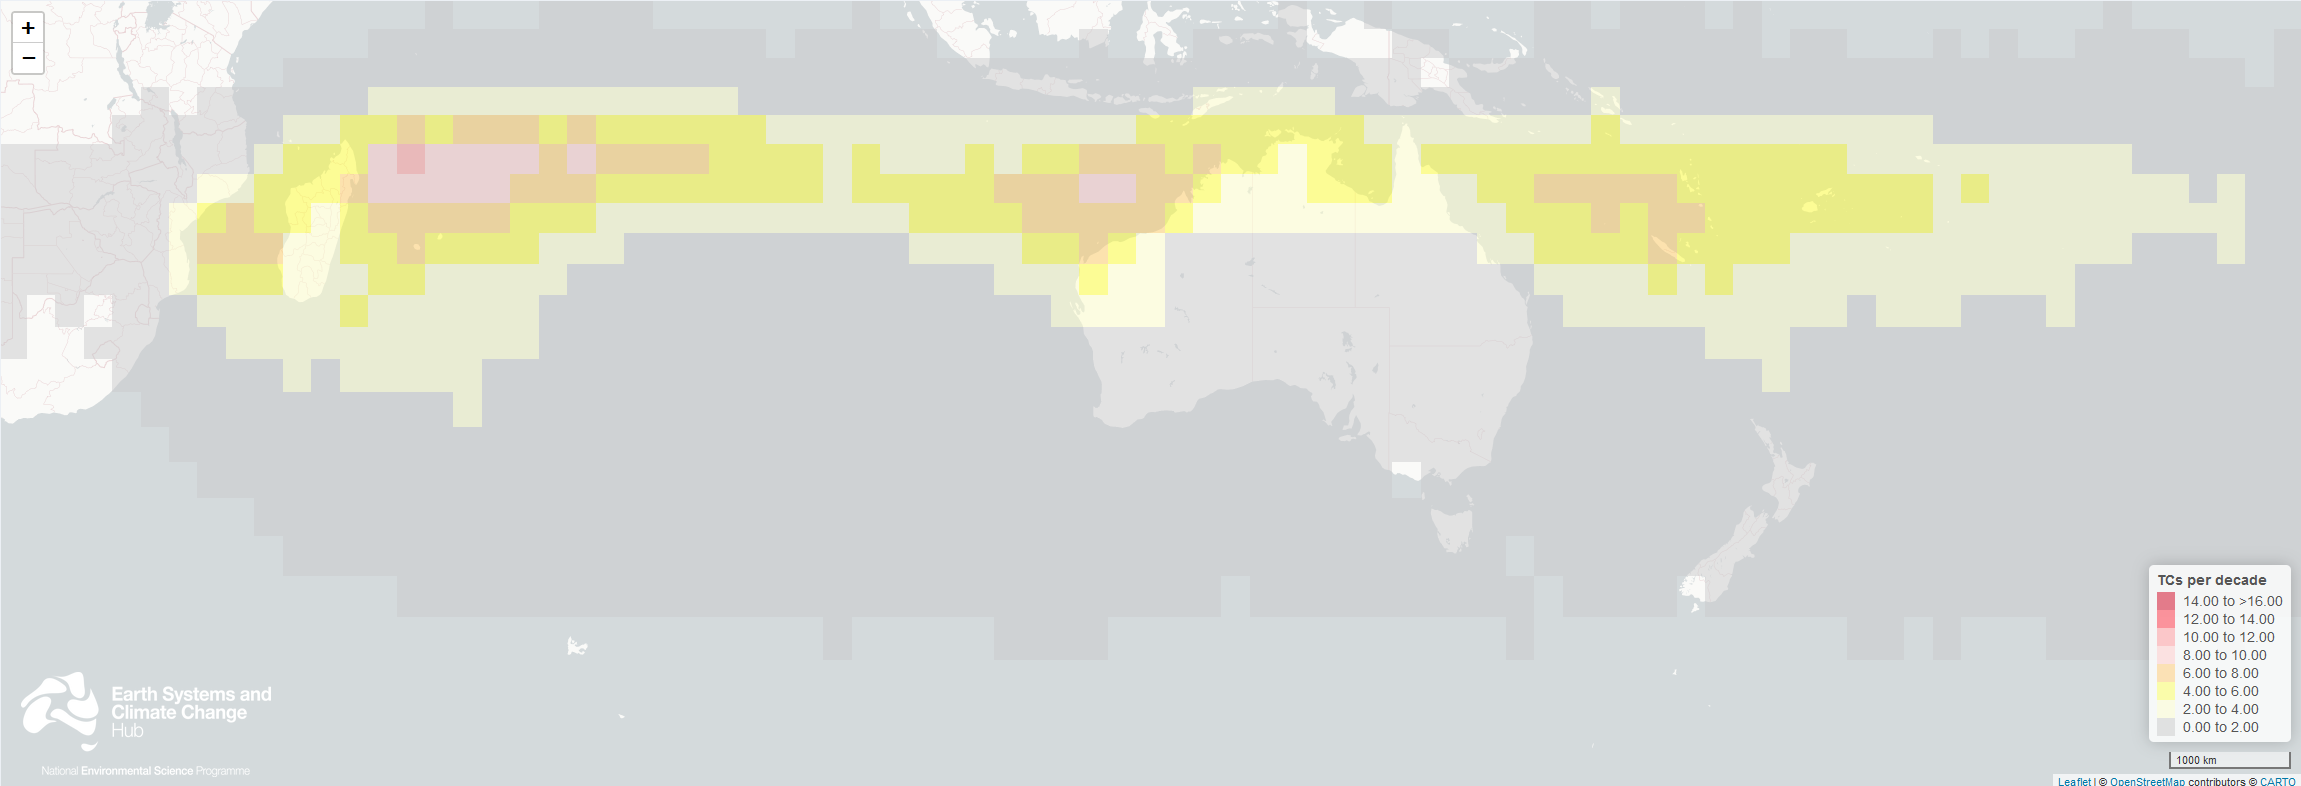 +
−
TCs per decade
14.00 to >16.00
12.00 to 14.00
10.00 to 12.00
8.00 to 10.00
6.00 to 8.00
4.00 to 6.00
2.00 to 4.00
0.00 to 2.00
Earth Systems and
Climate Change
Hub
National Environmental Science Programme
1000 km
Leaflet | © OpenStreetMap contributors © CARTO